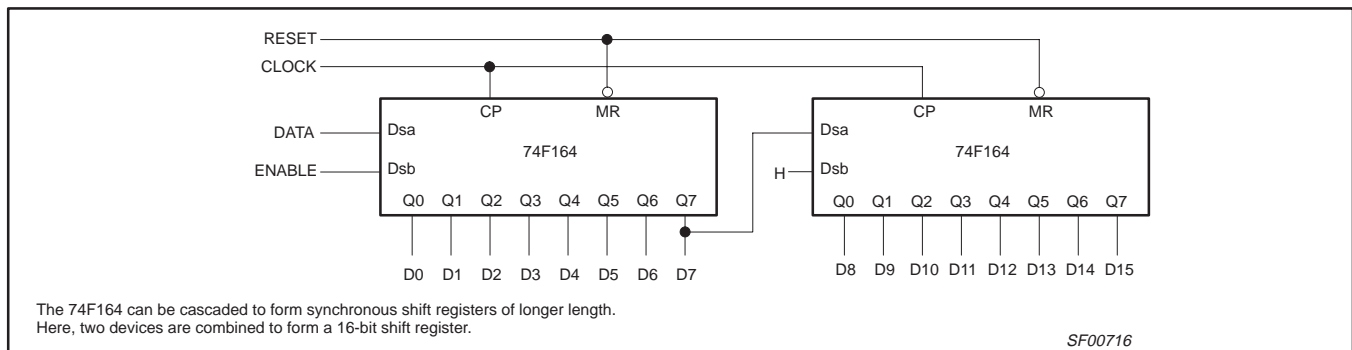 RESET
CLOCK
CP MR CP MR
DATA Dsa Dsa
74F164 74F164
ENABLE Dsb H Dsb
Q0 Q1 Q2 Q3 Q4 Q5 Q6 Q7 Q0 Q1 Q2 Q3 Q4 Q5 Q6 Q7
D0 D1 D2 D3 D4 D5 D6 D7 D8 D9 D10 D11 D12 D13 D14 D15
The 74F164 can be cascaded to form synchronous shift registers of longer length.
Here, two devices are combined to form a 16-bit shift register.
SF00716